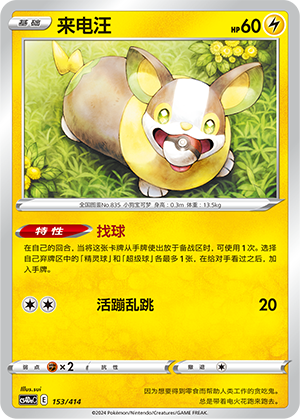 基础 来电汪 HP60
全国图鉴No.835 小狗宝可梦 身高:0.3m 体重:13.5kg
特性 找球
在自己的回合,当将这张卡牌从手牌使出放于备战区时,可使用1次。选择
自己弃牌区中的「精灵球」和「超级球」各最多1张,在给对手看过之后,加
入手牌。
活蹦乱跳 20
弱点 ×2 抵抗力 撤退
Illus.sui
E 153/414
因为想要得到零食而帮助人类工作的贪吃鬼。
总是带着电火花跑来跑去。
©2024 Pokémon/Nintendo/Creatures/GAME FREAK.